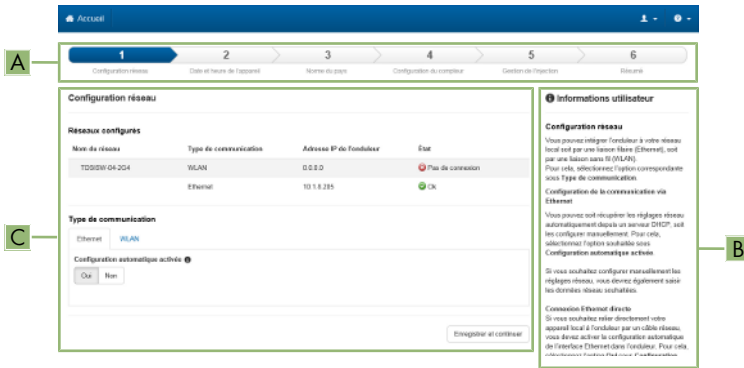 Accueil
A
1
2
3
4
5
6
Configuration réseau
Date et heure de l'appareil
Norme du pays
Configuration du compteur
Gestion de l'injection
Résumé
C
Configuration réseau
Réseaux configurés
Nom du réseau
Type de communication
Adresse IP de l'onduleur
État
WLAN
0.0.0.0
Pas de connexion
Ethernet
10.1.8.285
Ok
Type de communication
Ethernet
WLAN
Configuration automatique activée
Oui
Non
Enregistrer et continuer
B
Informations utilisateur
Configuration réseau
Vous pouvez intégrer l'onduleur à votre réseau
local soit par une liaison filaire (Ethernet), soit
par une liaison sans fil (WLAN).
Pour cela, sélectionnez l'option correspondante
sous Type de communication.
Configuration de la communication via
Ethernet
Vous pouvez soit récupérer les réglages réseau
automatiquement depuis un serveur DHCP, soit
les configurer manuellement. Pour cela,
sélectionnez l'option souhaitée sous
Configuration automatique activée.
Si vous souhaitez configurer manuellement les
réglages réseau, vous devrez également saisir
les données réseau souhaitées.
Connexion Ethernet directe
Si vous souhaitez relier directement votre
appareil local à l'onduleur par un câble réseau,
vous devez activer la configuration automatique
de l'interface Ethernet dans l'onduleur. Pour cela,
sélectionnez l'option Oui sous Configuration